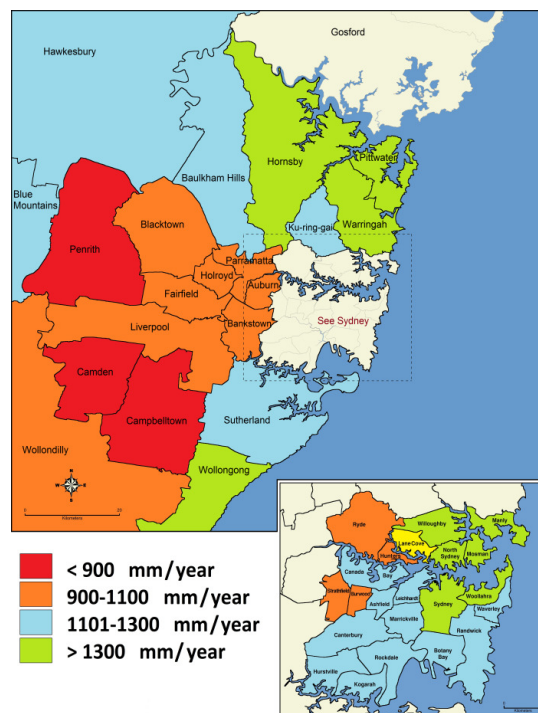 Gosford
Hawkesbury
Hornsby
Pittwater
Baulkham Hills
Blue
Mountains
Ku-ring-gai
Warringah
Blacktown
Penrith
Parramatta
Holroyd
Auburn
Fairfield
See Sydney
Liverpool
Bankstown
Camden
Campbelltown
Sutherland
Wollondilly
Wollongong
N
W
E
S
0
20
Kilometers
< 900 mm/year
900-1100 mm/year
1101-1300 mm/year
> 1300 mm/year
Ryde
Willoughby
Manly
Lane Cove
Hunters
North
Sydney
Mosman
Canada
Bay
Strathfield
Burwood
Ashfield
Leichhardt
Sydney
Woollahra
Waverley
Marrickville
Canterbury
Randwick
Botany
Bay
Rockdale
Hurstville
Kogarah